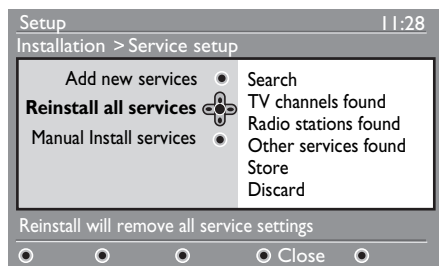 Setup 11:28
Installation > Service setup
Add new services
Reinstall all services
Manual Install services
Search
TV channels found
Radio stations found
Other services found
Store
Discard
Reinstall will remove all service settings
Close